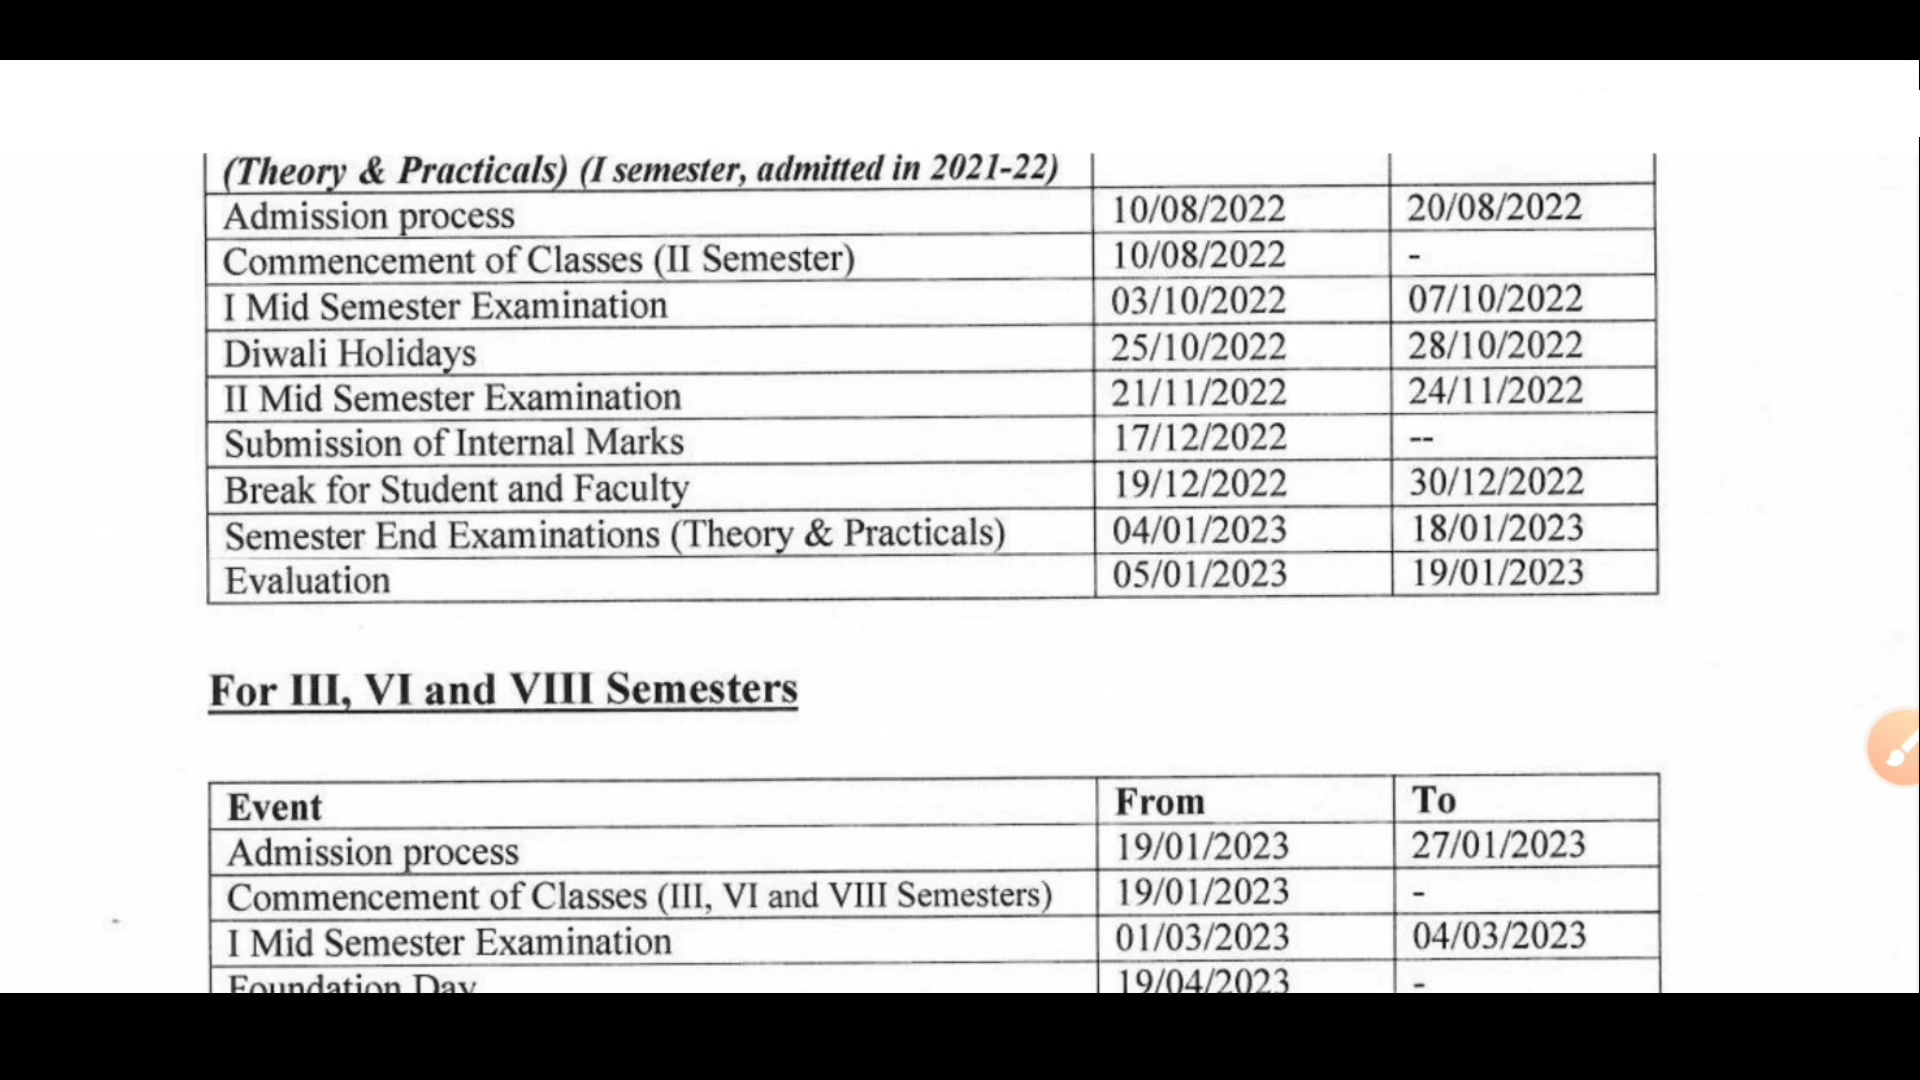 (Theory & Practicals) (I semester, admitted in 2021-22)
Admission process 10/08/2022 20/08/2022
Commencement of Classes (II Semester) 10/08/2022 -
I Mid Semester Examination 03/10/2022 07/10/2022
Diwali Holidays 25/10/2022 28/10/2022
II Mid Semester Examination 21/11/2022 24/11/2022
Submission of Internal Marks 17/12/2022 --
Break for Student and Faculty 19/12/2022 30/12/2022
Semester End Examinations (Theory & Practicals) 04/01/2023 18/01/2023
Evaluation 05/01/2023 19/01/2023
For III, VI and VIII Semesters
Event From To
Admission process 19/01/2023 27/01/2023
Commencement of Classes (III, VI and VIII Semesters) 19/01/2023 -
I Mid Semester Examination 01/03/2023 04/03/2023
Foundation Day 19/04/2023 -